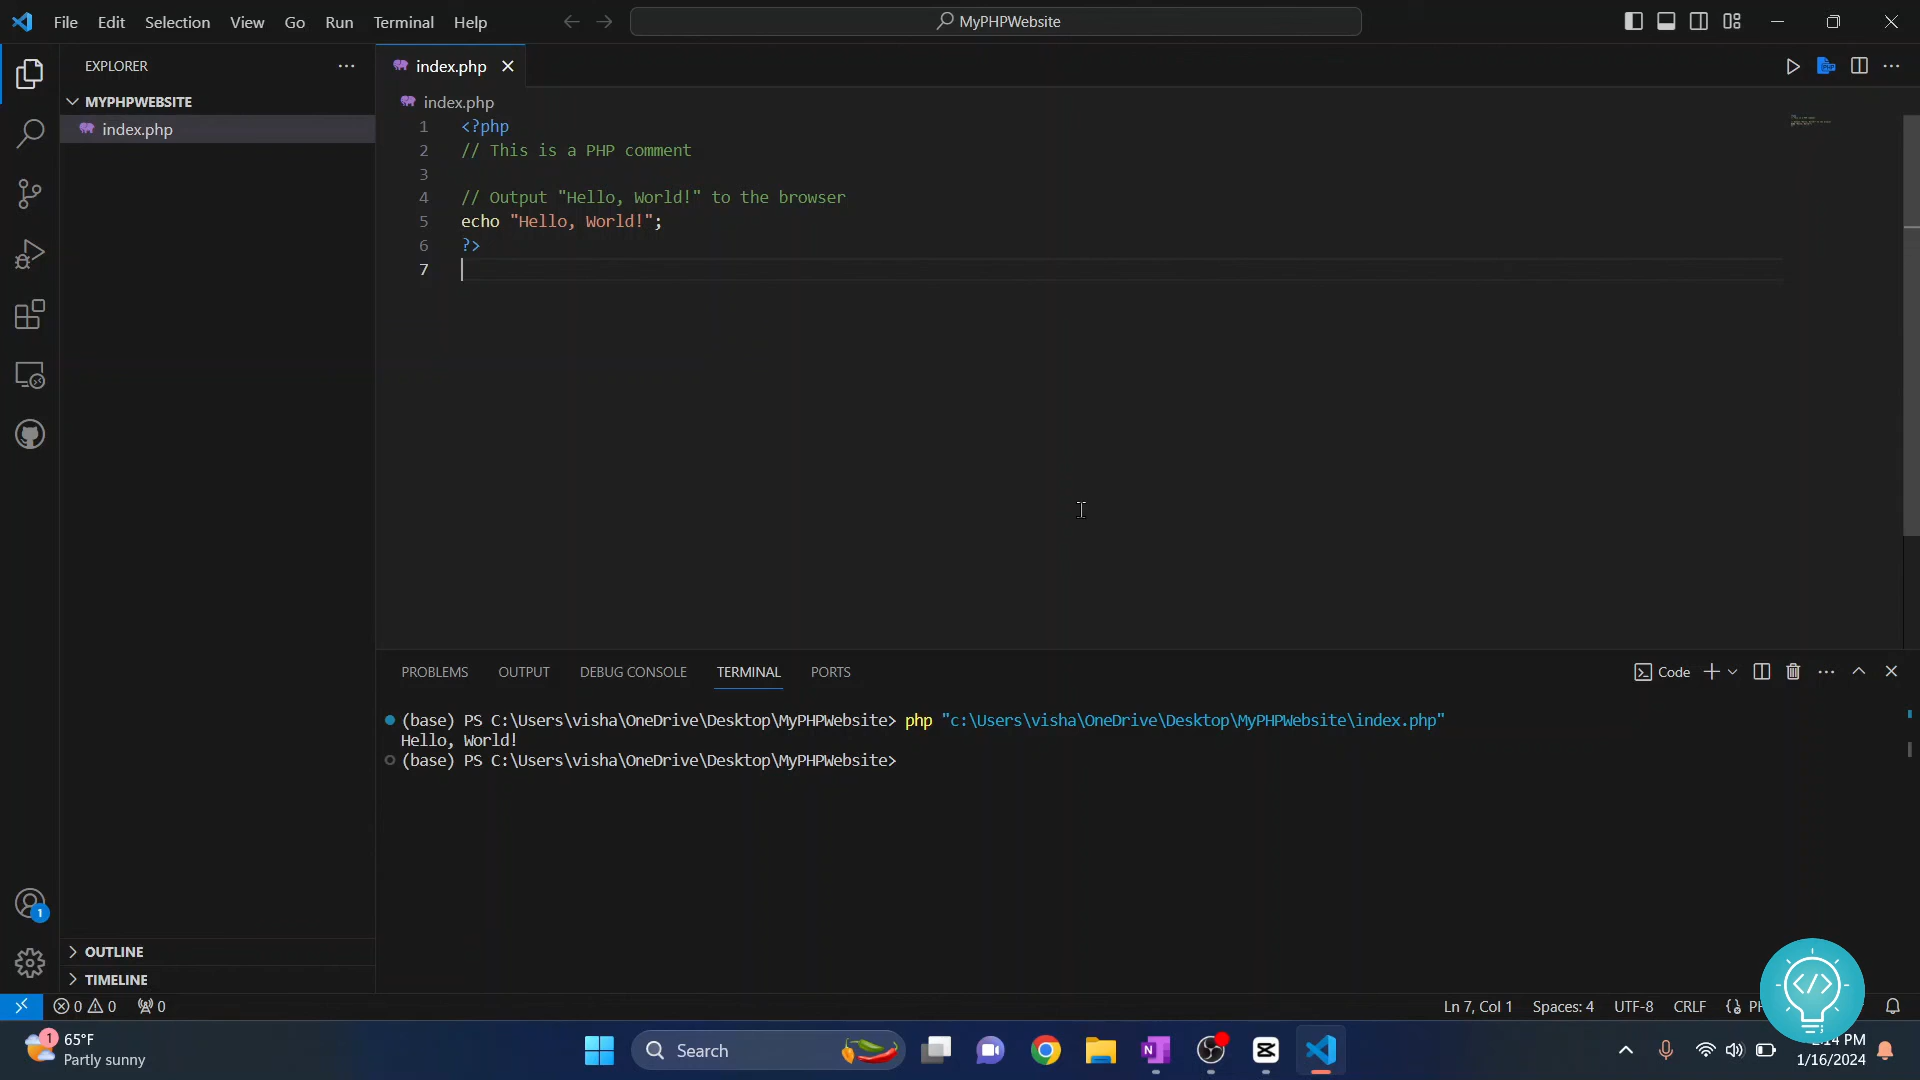 File Edit Selection View Go Run Terminal Help
MyPHPWebsite
EXPLORER
MYPHPWEBSITE
index.php
index.php
index.php
1 <?php
2 // This is a PHP comment
3
4 // Output "Hello, World!" to the browser
5 echo "Hello, World!";
6 ?>
7
PROBLEMS OUTPUT DEBUG CONSOLE TERMINAL PORTS
Code
(base) PS C:\Users\visha\OneDrive\Desktop\MyPHPWebsite> php "c:\Users\visha\OneDrive\Desktop\MyPHPWebsite\index.php"
Hello, World!
(base) PS C:\Users\visha\OneDrive\Desktop\MyPHPWebsite>
1
OUTLINE
TIMELINE
0 0 0
Ln 7, Col 1 Spaces: 4 UTF-8 CRLF
</>
1
65°F
Partly sunny
Search
PM
1/16/2024